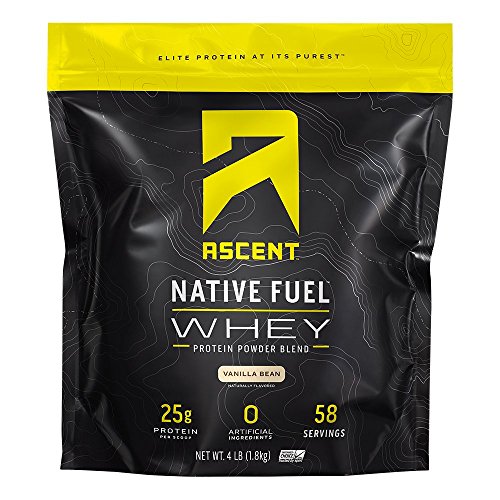 ELITE PROTEIN AT ITS PUREST™
ASCENT
NATIVE FUEL
WHEY
PROTEIN POWDER BLEND
VANILLA BEAN
NATURALLY FLAVORED
25g
PROTEIN
PER SCOOP
0
ARTIFICIAL
INGREDIENTS
58
SERVINGS
NET WT. 4 LB (1.8kg)
CHOICE